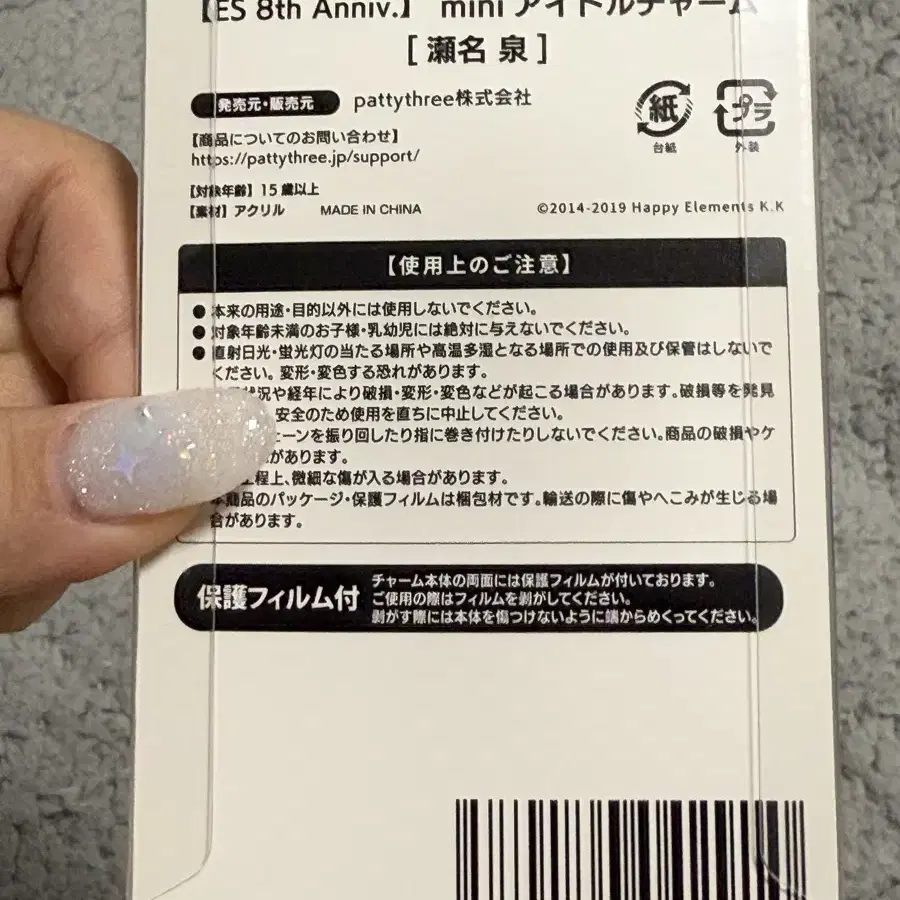 【ES 8th Anniv.】 mini アイドルチャーム
[ 瀬名 泉 ]
発売元・販売元 pattythree株式会社
紙
台紙
プラ
外装
【商品についてのお問い合わせ】
https://pattythree.jp/support/
【対象年齢】 15 歳以上
【素材】 アクリル MADE IN CHINA
©2014-2019 Happy Elements K.K
【使用上のご注意】
● 本来の用途・目的以外には使用しないでください。
● 対象年齢未満のお子様・乳幼児には絶対に与えないでください。
● 直射日光・蛍光灯の当たる場所や高温多湿となる場所での使用及び保管はしないで
ください。変形・変色する恐れがあります。
状況や経年により破損・変形・変色などが起こる場合があります。破損等を発見
安全のため使用を直ちに中止してください。
ェーンを振り回したり指に巻き付けたりしないでください。商品の破損やケ
があります。
工程上、微細な傷が入る場合があります。
本商品のパッケージ・保護フィルムは梱包材です。輸送の際に傷やへこみが生じる場
合があります。
保護フィルム付
チャーム本体の両面には保護フィルムが付いております。
ご使用の際はフィルムを剥がしてください。
剥がす際には本体を傷つけないように端からめくってください。